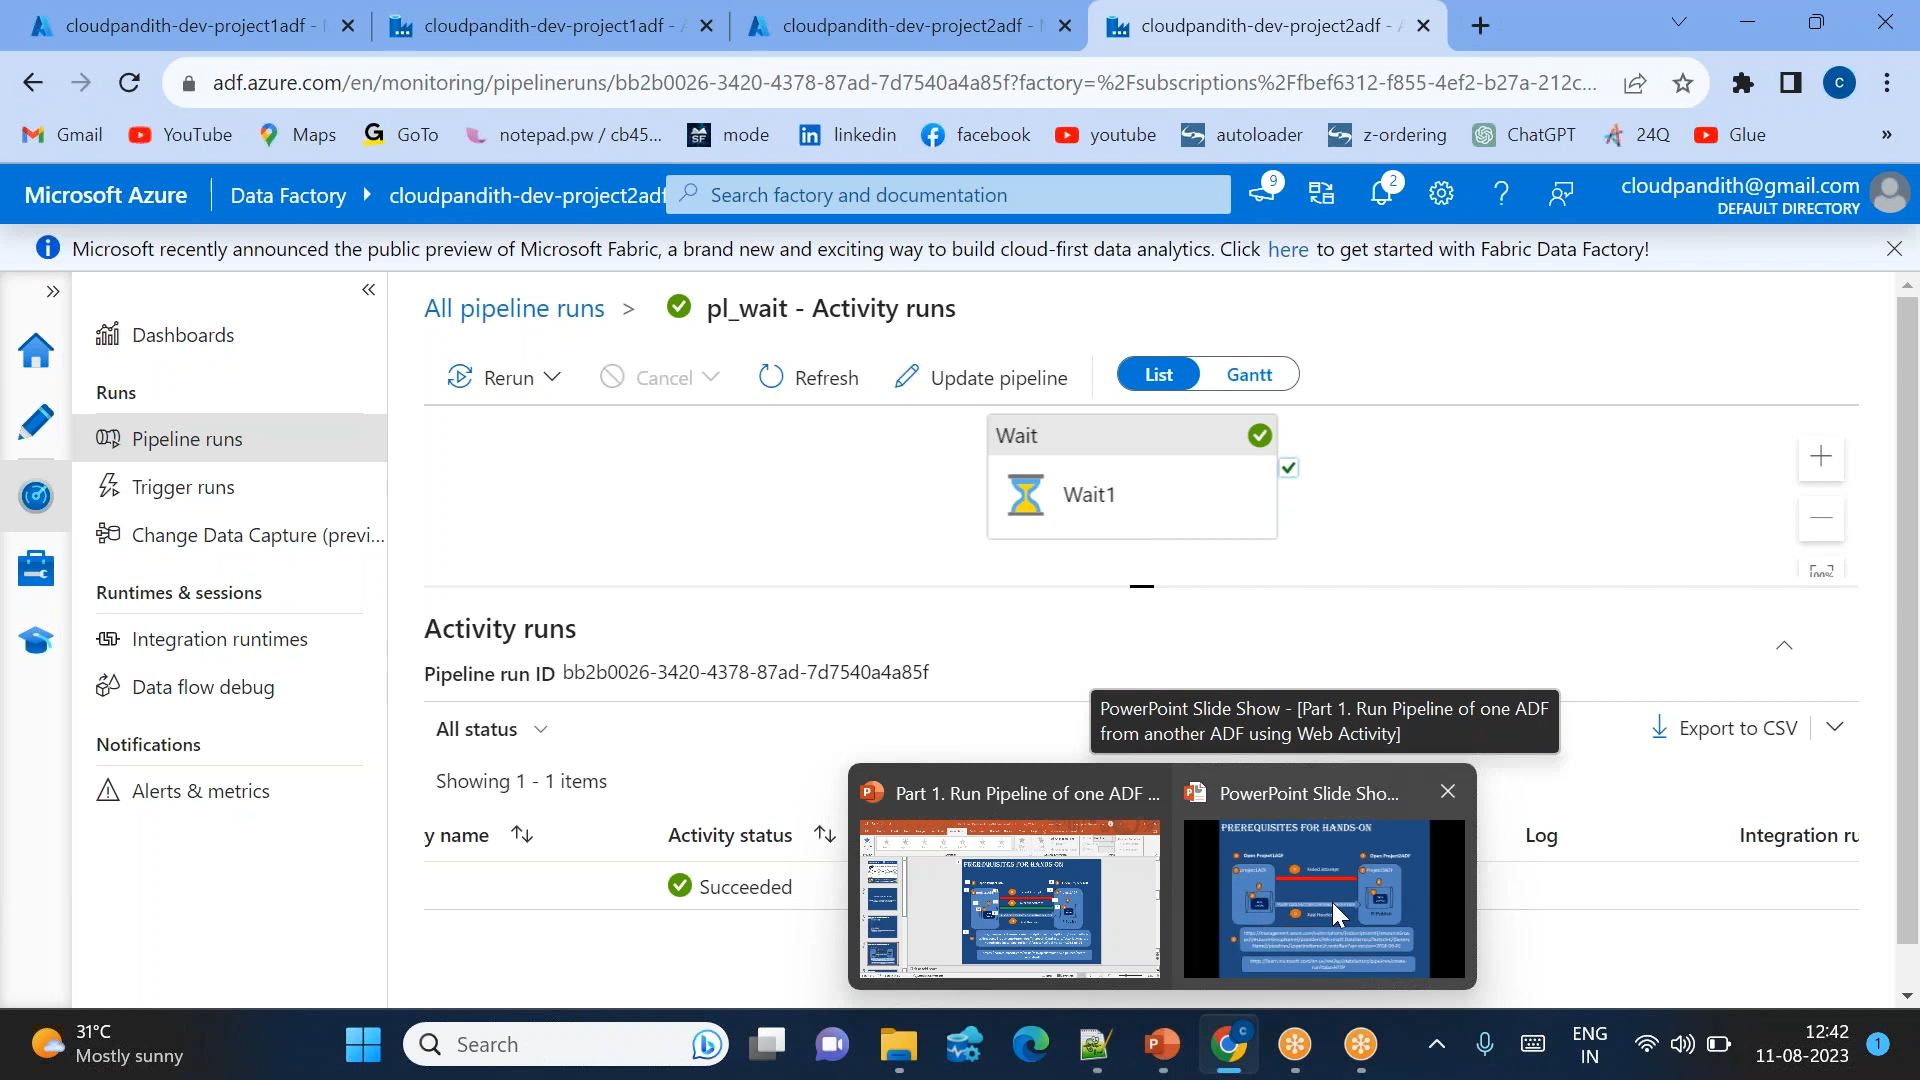 cloudpandith-dev-project1adf - 
cloudpandith-dev-project1adf - 
cloudpandith-dev-project2adf - 
cloudpandith-dev-project2adf - 
adf.azure.com/en/monitoring/pipelineruns/bb2b0026-3420-4378-87ad-7d7540a4a85f?factory=%2Fsubscriptions%2Ffbef6312-f855-4ef2-b27a-212c...
c
Gmail
YouTube
Maps
GoTo
notepad.pw / cb45...
mode
linkedin
facebook
youtube
autoloader
z-ordering
ChatGPT
24Q
Glue
»
Microsoft Azure
Data Factory
cloudpandith-dev-project2adf
Search factory and documentation
9
2
cloudpandith@gmail.com
DEFAULT DIRECTORY
Microsoft recently announced the public preview of Microsoft Fabric, a brand new and exciting way to build cloud-first data analytics. Click here to get started with Fabric Data Factory!
Dashboards
Runs
Pipeline runs
Trigger runs
Change Data Capture (previ...
Runtimes & sessions
Integration runtimes
Data flow debug
Notifications
Alerts & metrics
All pipeline runs > pl_wait - Activity runs
Rerun
Cancel
Refresh
Update pipeline
List
Gantt
Wait
Wait1
Activity runs
Pipeline run ID bb2b0026-3420-4378-87ad-7d7540a4a85f
PowerPoint Slide Show - [Part 1. Run Pipeline of one ADF
from another ADF using Web Activity]
All status
Export to CSV
Showing 1 - 1 items
y name
Activity status
Log
Integration ru
Succeeded
Part 1. Run Pipeline of one ADF ...
PowerPoint Slide Sho...
PREREQUISITES FOR HANDS-ON
PREREQUISITES FOR HANDS-ON
Open Project1ADF
Open Project2ADF
31°C
Mostly sunny
Search
ENG
IN
12:42
11-08-2023
1